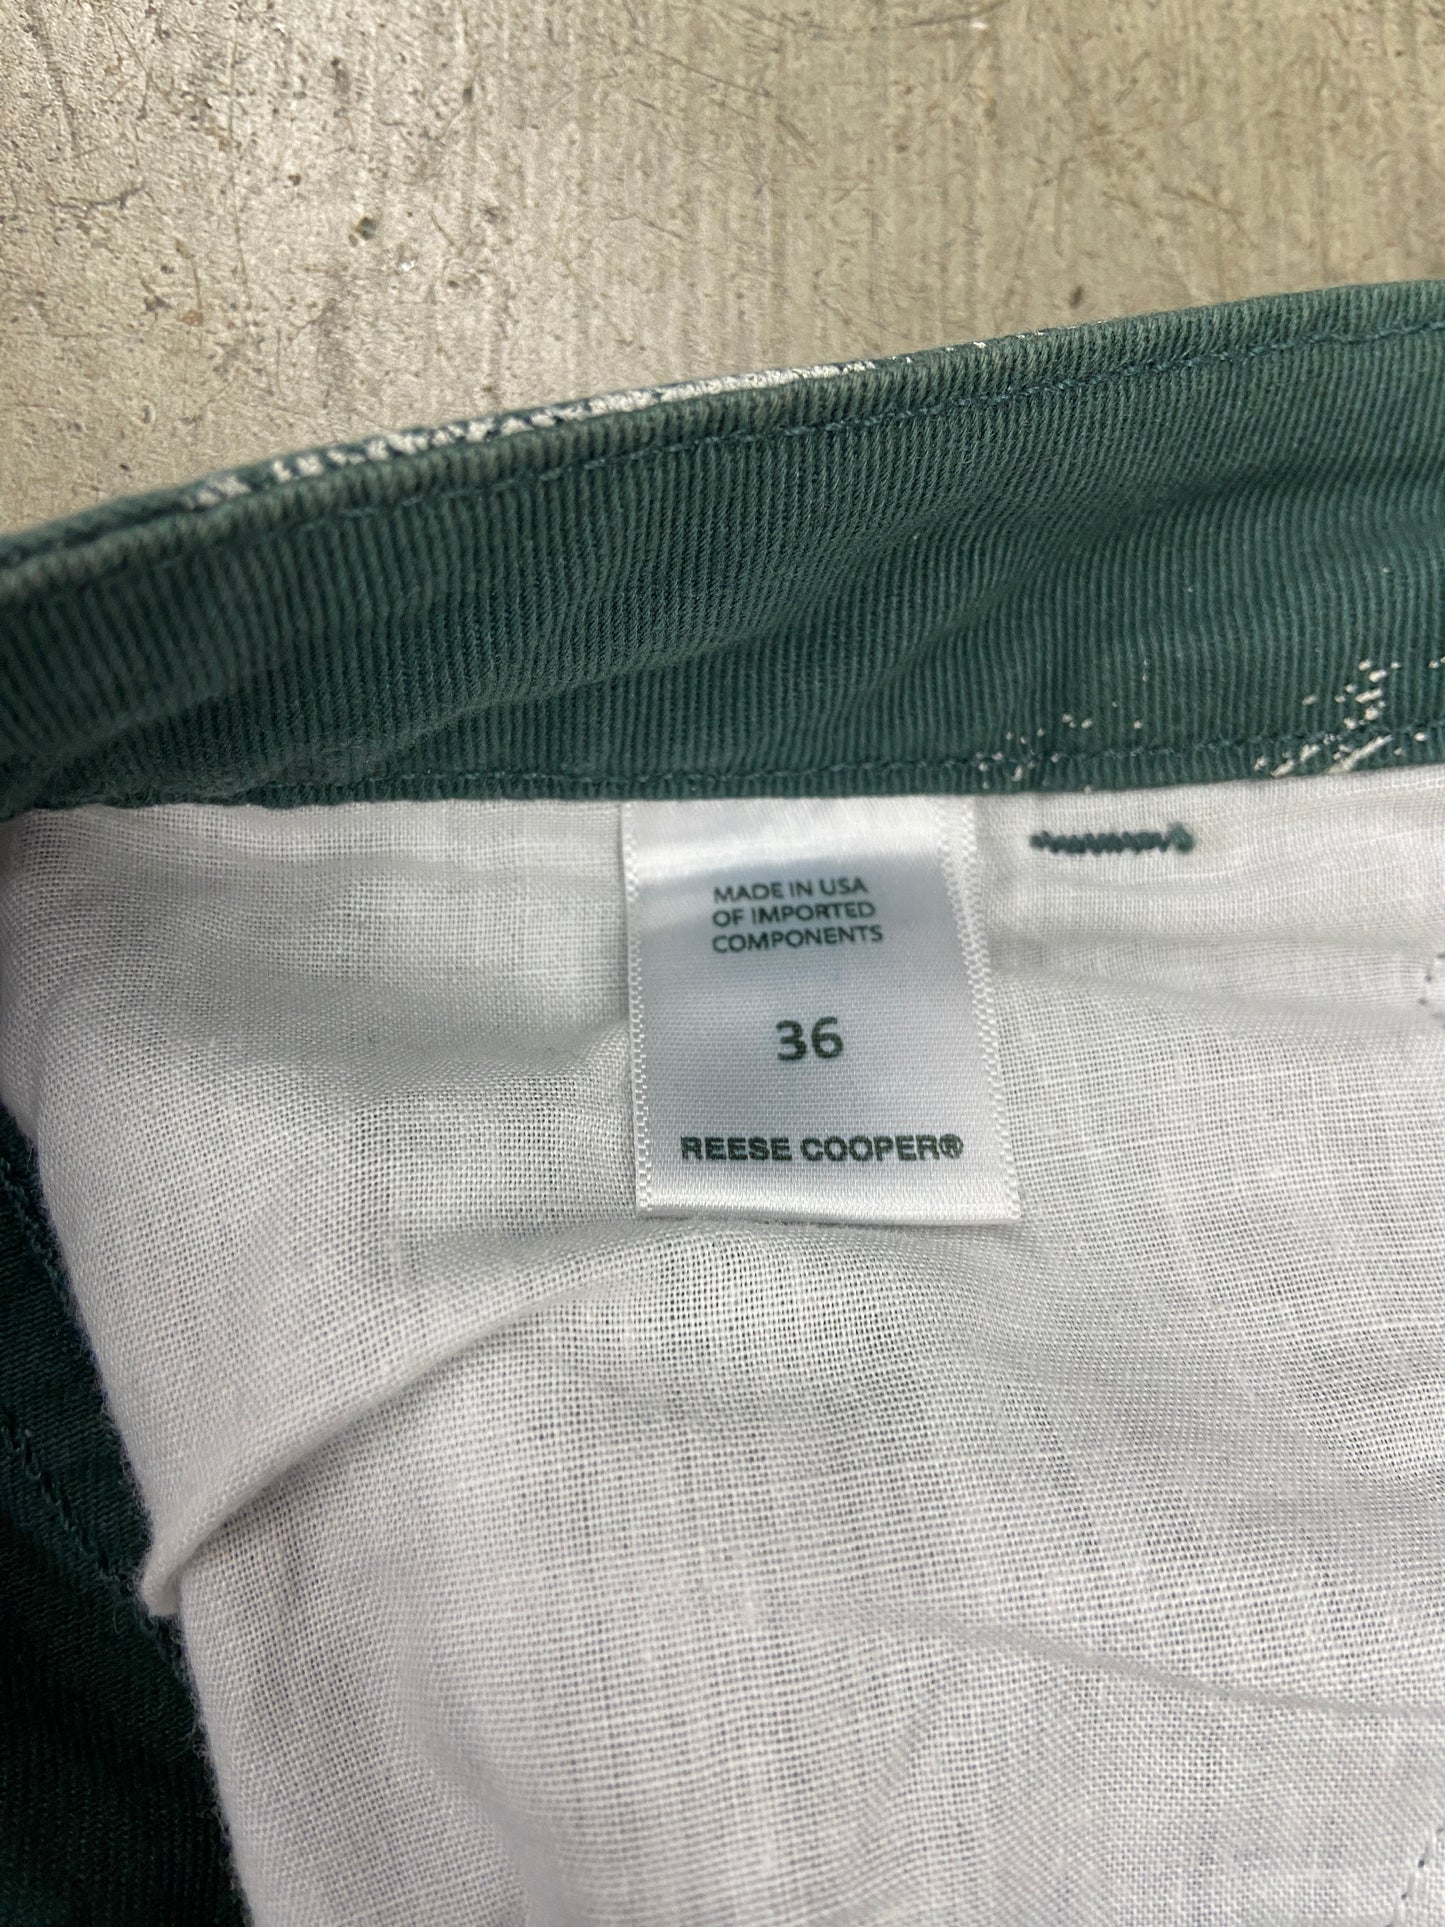 MADE IN USA
OF IMPORTED
COMPONENTS
36
REESE COOPER®